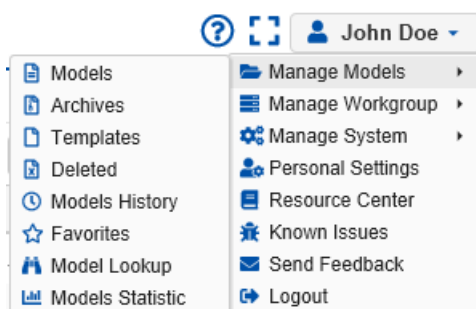 John Doe
Models
Archives
Templates
Deleted
Models History
Favorites
Model Lookup
Models Statistic
Manage Models
Manage Workgroup
Manage System
Personal Settings
Resource Center
Known Issues
Send Feedback
Logout